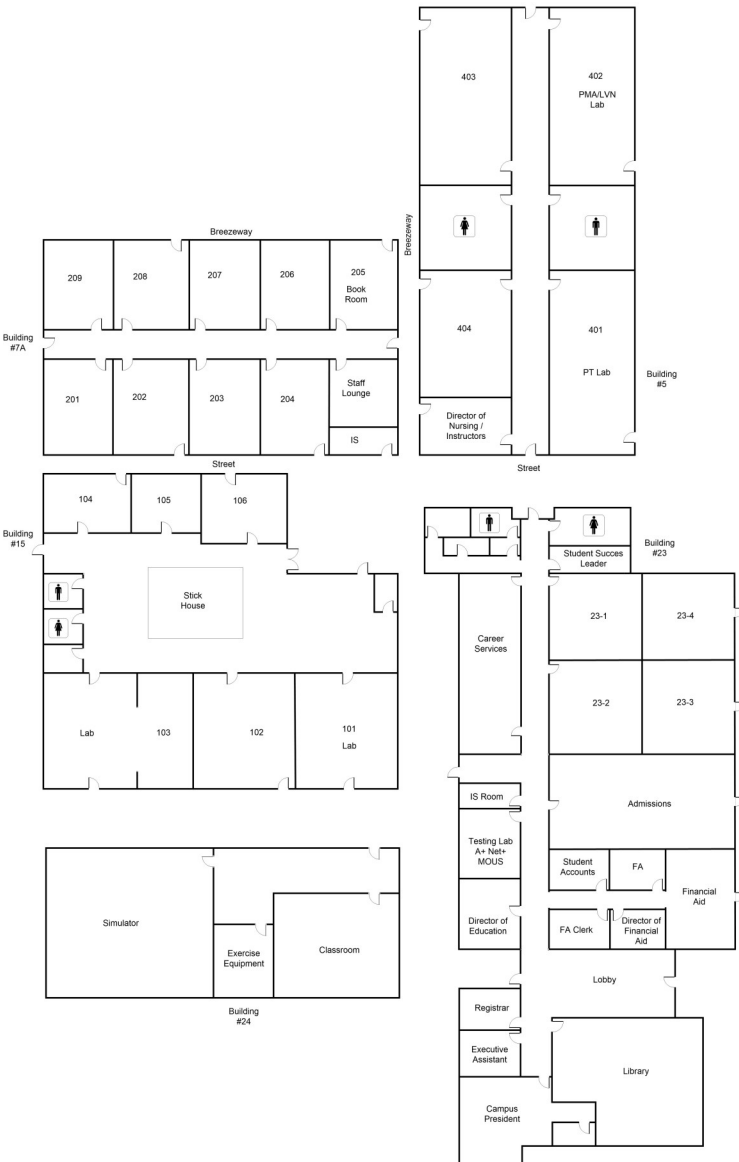 403
402
PMA/LVN
Lab
Breezeway
404
401
PT Lab
Building
#5
Director of
Nursing /
Instructors
Street
Breezeway
209
208
207
206
205
Book
Room
Building
#7A
201
202
203
204
Staff
Lounge
IS
Street
104
105
106
Building
#15
Stick
House
Lab
103
102
101
Lab
Simulator
Exercise
Equipment
Classroom
Building
#24
Building
#23
Student Succes
Leader
Career
Services
23-1
23-4
23-2
23-3
IS Room
Admissions
Testing Lab
A+ Net+
MOUS
Student
Accounts
FA
Financial
Aid
Director of
Education
FA Clerk
Director of
Financial
Aid
Lobby
Registrar
Executive
Assistant
Library
Campus
President